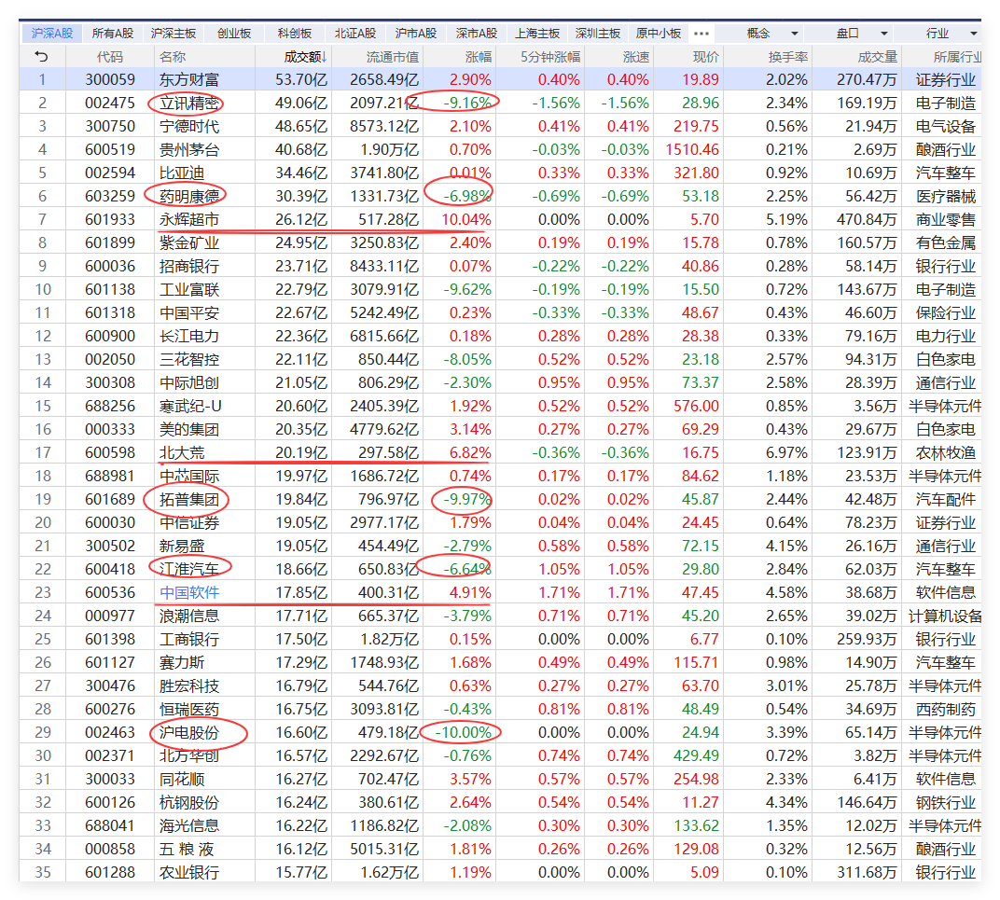 沪深A股 所有A股 沪深主板 创业板 科创板 北证A股 沪市A股 深市A股 上海主板 深圳主板 原中小板 ••• 概念 盘口 行业
代码 名称 成交额↓ 流通市值 涨幅 5分钟涨幅 涨速 现价 换手率 成交量 所属行业
1 300059 东方财富 53.70亿 2658.49亿 2.90% 0.40% 0.40% 19.89 2.02% 270.47万 证券行业
2 002475 立讯精密 49.06亿 2097.21亿 -9.16% -1.56% -1.56% 28.96 2.34% 169.19万 电子制造
3 300750 宁德时代 48.65亿 8573.12亿 2.10% 0.41% 0.41% 219.75 0.56% 21.94万 电气设备
4 600519 贵州茅台 40.68亿 1.90万亿 0.70% -0.03% -0.03% 1510.46 0.21% 2.69万 酿酒行业
5 002594 比亚迪 34.46亿 3741.80亿 0.01% 0.33% 0.33% 321.80 0.92% 10.69万 汽车整车
6 603259 药明康德 30.39亿 1331.73亿 -6.98% -0.69% -0.69% 53.18 2.25% 56.42万 医疗器械
7 601933 永辉超市 26.12亿 517.28亿 10.04% 0.00% 0.00% 5.70 5.19% 470.84万 商业零售
8 601899 紫金矿业 24.95亿 3250.83亿 2.40% 0.19% 0.19% 15.78 0.78% 160.57万 有色金属
9 600036 招商银行 23.71亿 8433.11亿 0.07% -0.22% -0.22% 40.86 0.28% 58.14万 银行行业
10 601138 工业富联 22.79亿 3079.91亿 -9.62% -0.19% -0.19% 15.50 0.72% 143.67万 电子制造
11 601318 中国平安 22.67亿 5242.49亿 0.23% -0.33% -0.33% 48.67 0.43% 46.60万 保险行业
12 600900 长江电力 22.36亿 6815.66亿 0.18% 0.28% 0.28% 28.38 0.33% 79.16万 电力行业
13 002050 三花智控 22.11亿 850.44亿 -8.05% 0.52% 0.52% 23.18 2.57% 94.31万 白色家电
14 300308 中际旭创 21.05亿 806.29亿 -2.30% 0.95% 0.95% 73.37 2.58% 28.39万 通信行业
15 688256 寒武纪-U 20.60亿 2405.39亿 1.92% 0.52% 0.52% 576.00 0.85% 3.56万 半导体元件
16 000333 美的集团 20.35亿 4779.62亿 3.14% 0.27% 0.27% 69.29 0.43% 29.67万 白色家电
17 600598 北大荒 20.19亿 297.58亿 6.82% -0.36% -0.36% 16.75 6.97% 123.91万 农林牧渔
18 688981 中芯国际 19.97亿 1686.72亿 0.74% 0.17% 0.17% 84.62 1.18% 23.53万 半导体元件
19 601689 拓普集团 19.84亿 796.97亿 -9.97% 0.02% 0.02% 45.87 2.44% 42.48万 汽车配件
20 600030 中信证券 19.05亿 2977.17亿 1.79% 0.04% 0.04% 24.45 0.64% 78.23万 证券行业
21 300502 新易盛 19.05亿 454.49亿 -2.79% 0.58% 0.58% 72.15 4.15% 26.16万 通信行业
22 600418 江淮汽车 18.66亿 650.83亿 -6.64% 1.05% 1.05% 29.80 2.84% 62.03万 汽车整车
23 600536 中国软件 17.85亿 400.31亿 4.91% 1.71% 1.71% 47.45 4.58% 38.68万 软件信息
24 000977 浪潮信息 17.71亿 665.37亿 -3.79% 0.71% 0.71% 45.20 2.65% 39.02万 计算机设备
25 601398 工商银行 17.50亿 1.82万亿 0.15% 0.00% 0.00% 6.77 0.10% 259.93万 银行行业
26 601127 赛力斯 17.29亿 1748.93亿 1.68% 0.49% 0.49% 115.71 0.98% 14.90万 汽车整车
27 300476 胜宏科技 16.79亿 544.76亿 0.63% 0.27% 0.27% 63.70 3.01% 25.78万 半导体元件
28 600276 恒瑞医药 16.75亿 3093.81亿 -0.43% 0.81% 0.81% 48.49 0.54% 34.69万 西药制药
29 002463 沪电股份 16.60亿 479.18亿 -10.00% 0.00% 0.00% 24.94 3.39% 65.14万 半导体元件
30 002371 北方华创 16.57亿 2292.67亿 -0.76% 0.74% 0.74% 429.49 0.72% 3.82万 半导体元件
31 300033 同花顺 16.27亿 702.47亿 3.57% 0.57% 0.57% 254.98 2.33% 6.41万 软件信息
32 600126 杭钢股份 16.24亿 380.61亿 2.64% 0.54% 0.54% 11.27 4.34% 146.64万 钢铁行业
33 688041 海光信息 16.22亿 1186.82亿 -2.08% 0.30% 0.30% 133.62 1.35% 12.02万 半导体元件
34 000858 五 粮 液 16.12亿 5015.31亿 1.81% 0.26% 0.26% 129.08 0.32% 12.56万 酿酒行业
35 601288 农业银行 15.77亿 1.62万亿 1.19% 0.00% 0.00% 5.09 0.10% 311.68万 银行行业